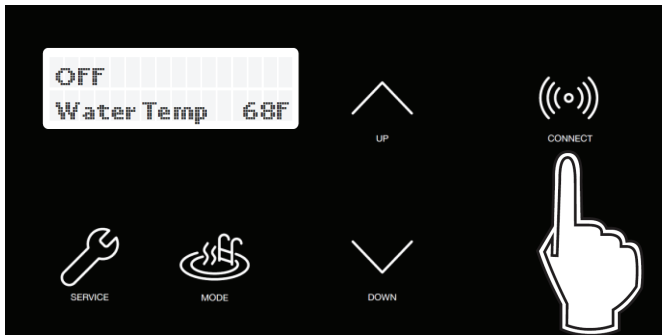 OFF
Water Temp 68F
UP
CONNECT
SERVICE
MODE
DOWN